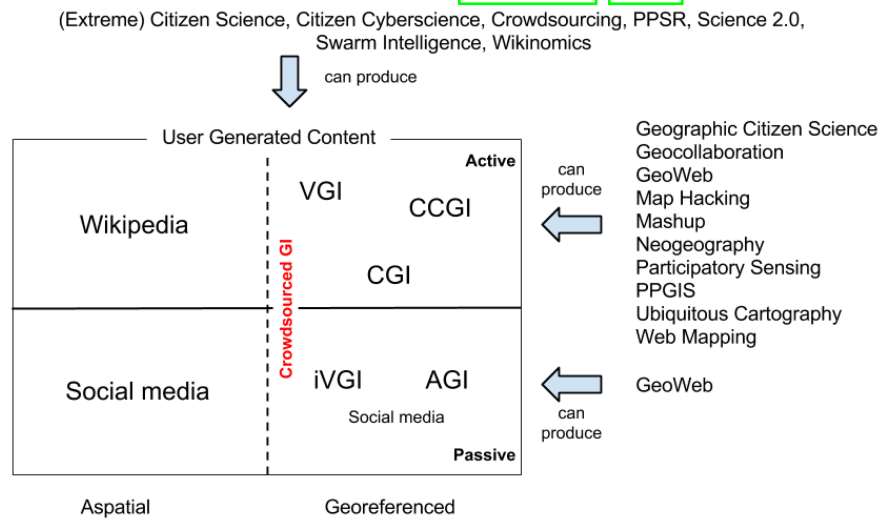 (Extreme) Citizen Science, Citizen Cyberscience, Crowdsourcing, PPSR, Science 2.0,
Swarm Intelligence, Wikinomics
can produce
User Generated Content
Active
VGI
CCGI
Wikipedia
CGI
Crowdsourced GI
Social media
iVGI
AGI
Social media
Passive
Aspatial
Georeferenced
can
produce
Geographic Citizen Science
Geocollaboration
GeoWeb
Map Hacking
Mashup
Neogeography
Participatory Sensing
PPGIS
Ubiquitous Cartography
Web Mapping
GeoWeb
can
produce